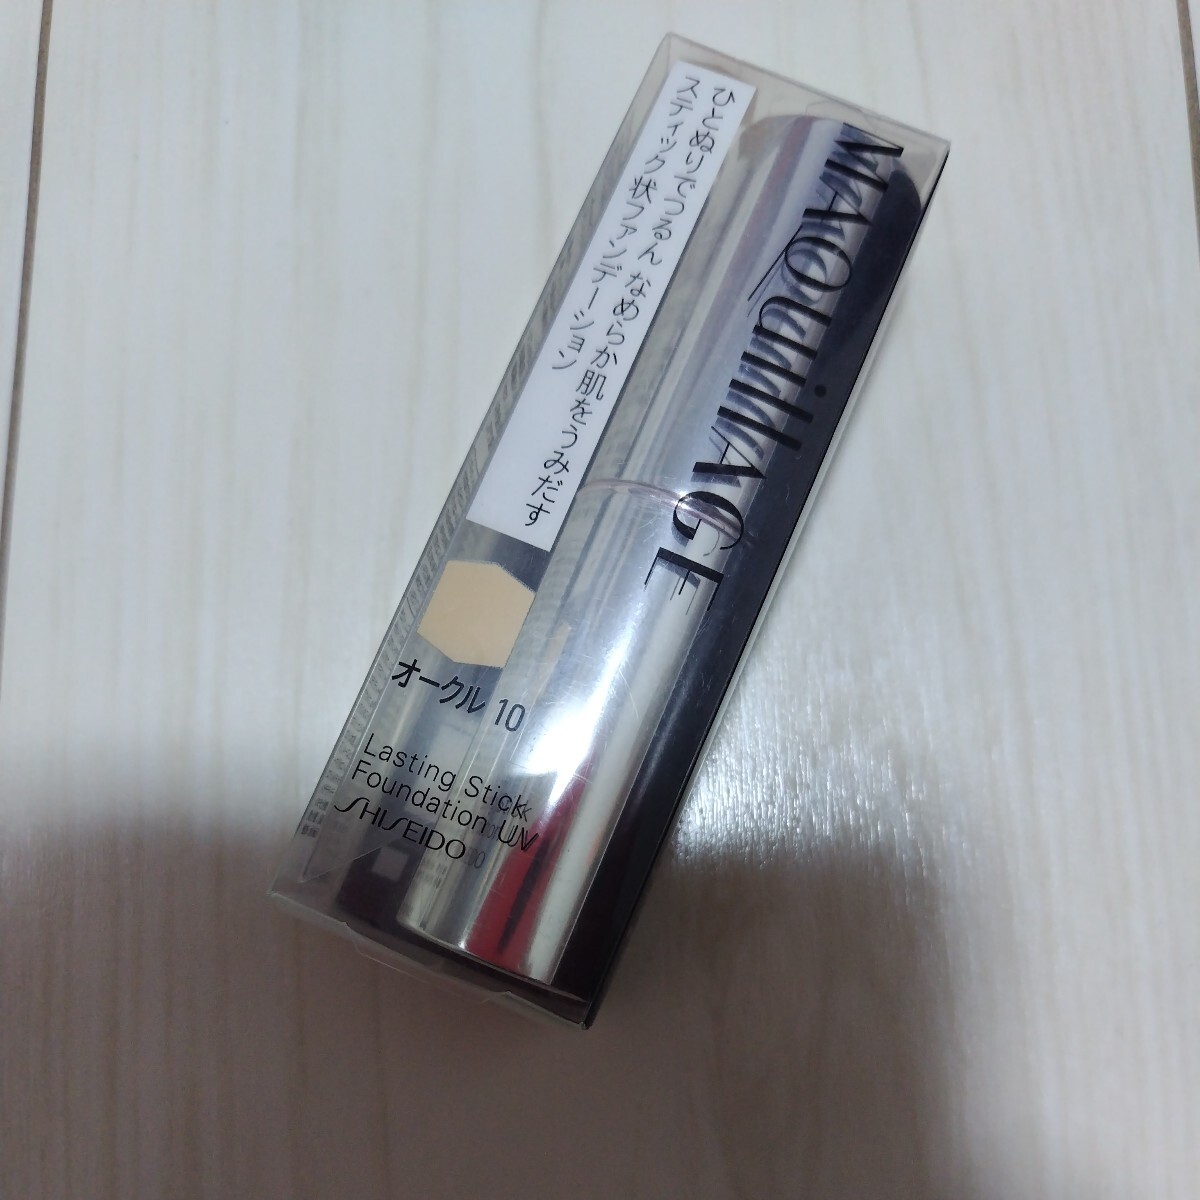 MAQuillAGE
ひとぬりでつるん なめらか肌をうみだす
スティック状ファンデーション
オークル 10
Lasting Stick
Foundation UV
SHISEIDO